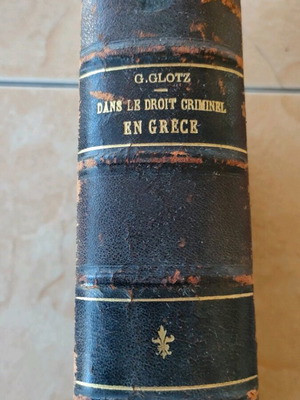 G. GLOTZ
DANS LE DROIT CRIMINEL
EN GRÈCE